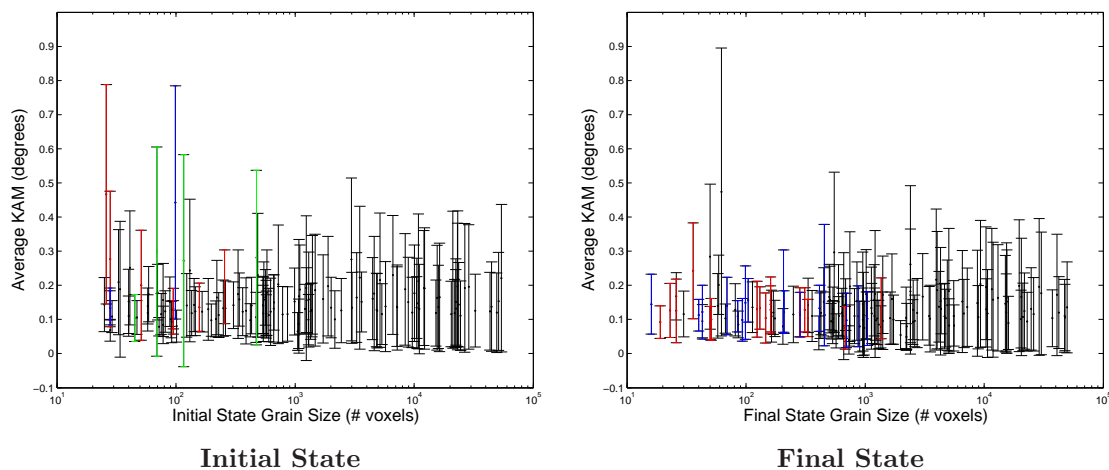 0.9
0.8
0.7
0.6
0.5
0.4
0.3
0.2
0.1
0
−0.1
Average KAM (degrees)
10^1 10^2 10^3 10^4 10^5
Initial State Grain Size (# voxels)
Initial State
0.9
0.8
0.7
0.6
0.5
0.4
0.3
0.2
0.1
0
−0.1
Average KAM (degrees)
10^1 10^2 10^3 10^4 10^5
Final State Grain Size (# voxels)
Final State